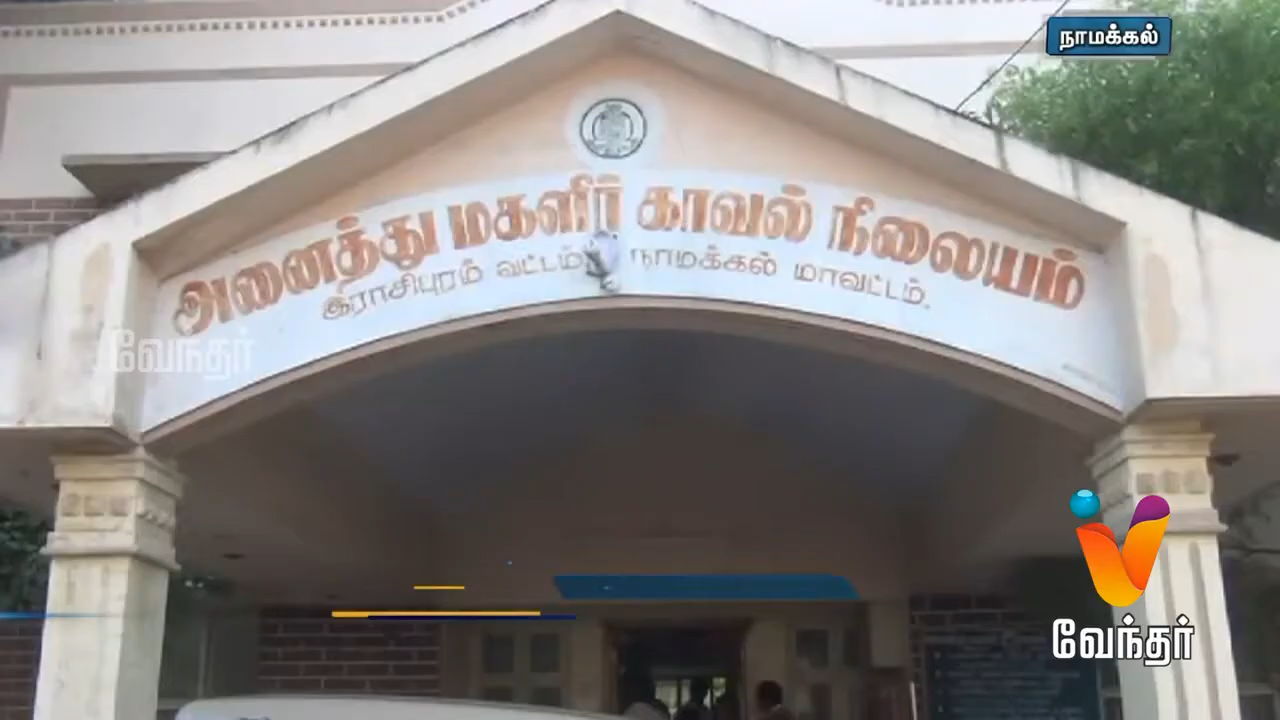 நாமக்கல்
அனைத்து மகளிர் காவல் நிலையம்
இராசிபுரம் வட்டம் நாமக்கல் மாவட்டம்.
வேந்தர்
வேந்தர்